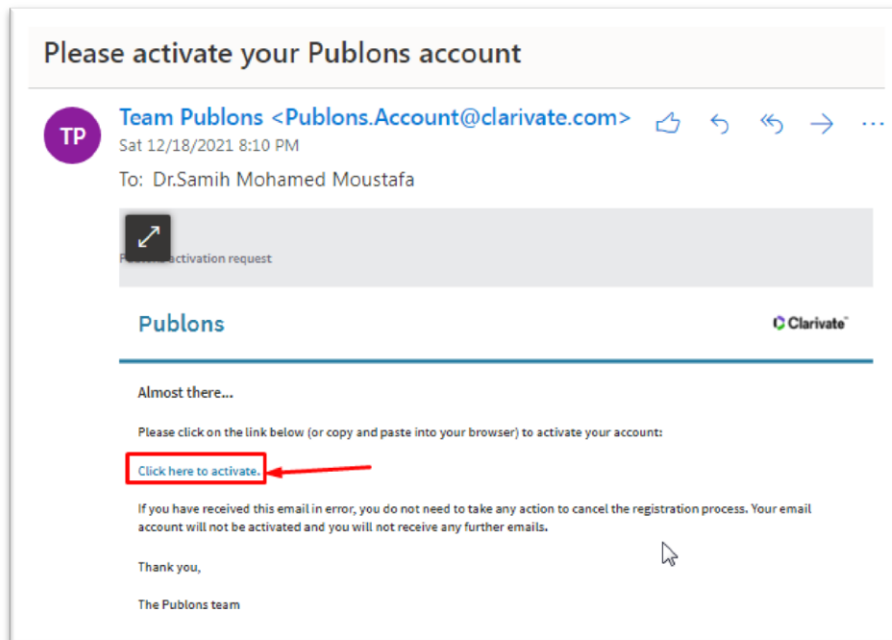 Please activate your Publons account
TP
Team Publons <Publons.Account@clarivate.com>
Sat 12/18/2021 8:10 PM
To: Dr.Samih Mohamed Moustafa
activation request
Publons
Clarivate™
Almost there...
Please click on the link below (or copy and paste into your browser) to activate your account:
Click here to activate.
If you have received this email in error, you do not need to take any action to cancel the registration process. Your email
account will not be activated and you will not receive any further emails.
Thank you,
The Publons team